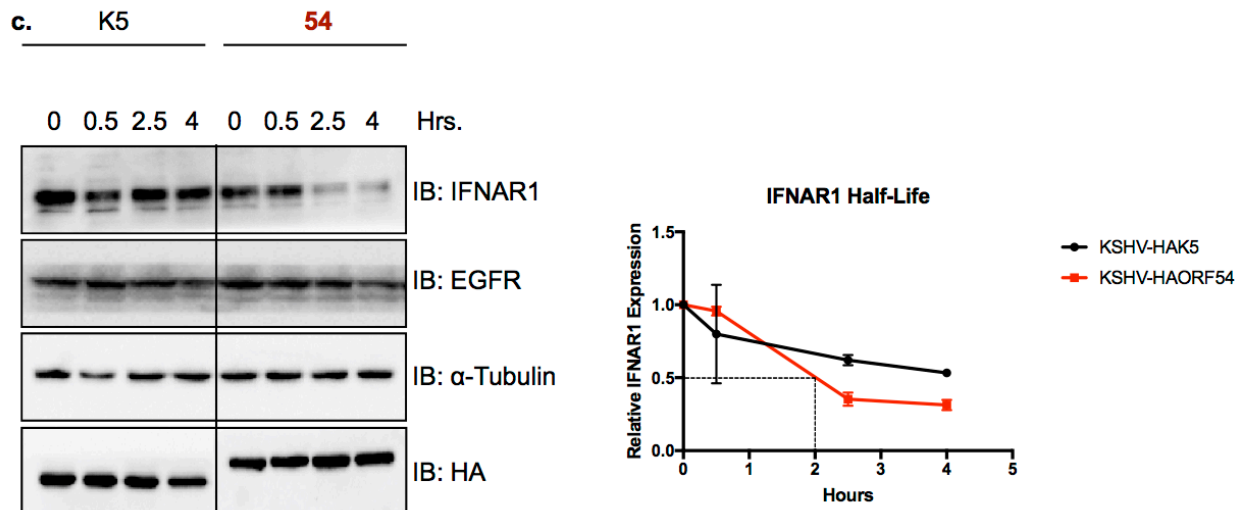 c. K5 54
0 0.5 2.5 4 0 0.5 2.5 4 Hrs.
IB: IFNAR1
IB: EGFR
IB: α-Tubulin
IB: HA
IFNAR1 Half-Life
Relative IFNAR1 Expression
1.5
1.0
0.5
0.0
0 1 2 3 4 5
Hours
KSHV-HAK5
KSHV-HAORF54